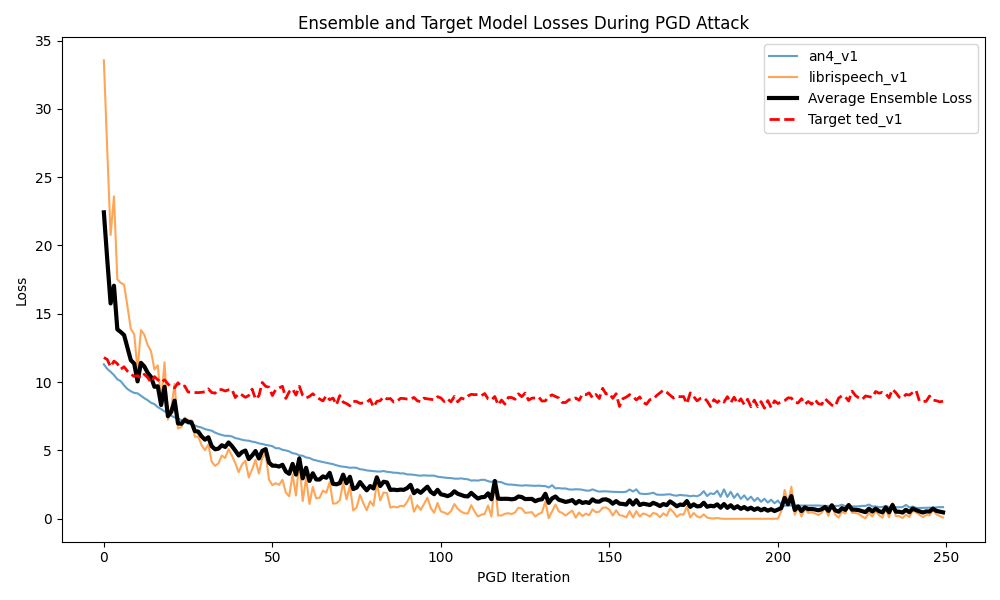 Ensemble and Target Model Losses During PGD Attack
35
30
25
20
15
10
5
0
Loss
an4_v1
librispeech_v1
Average Ensemble Loss
Target ted_v1
0 50 100 150 200 250
PGD Iteration